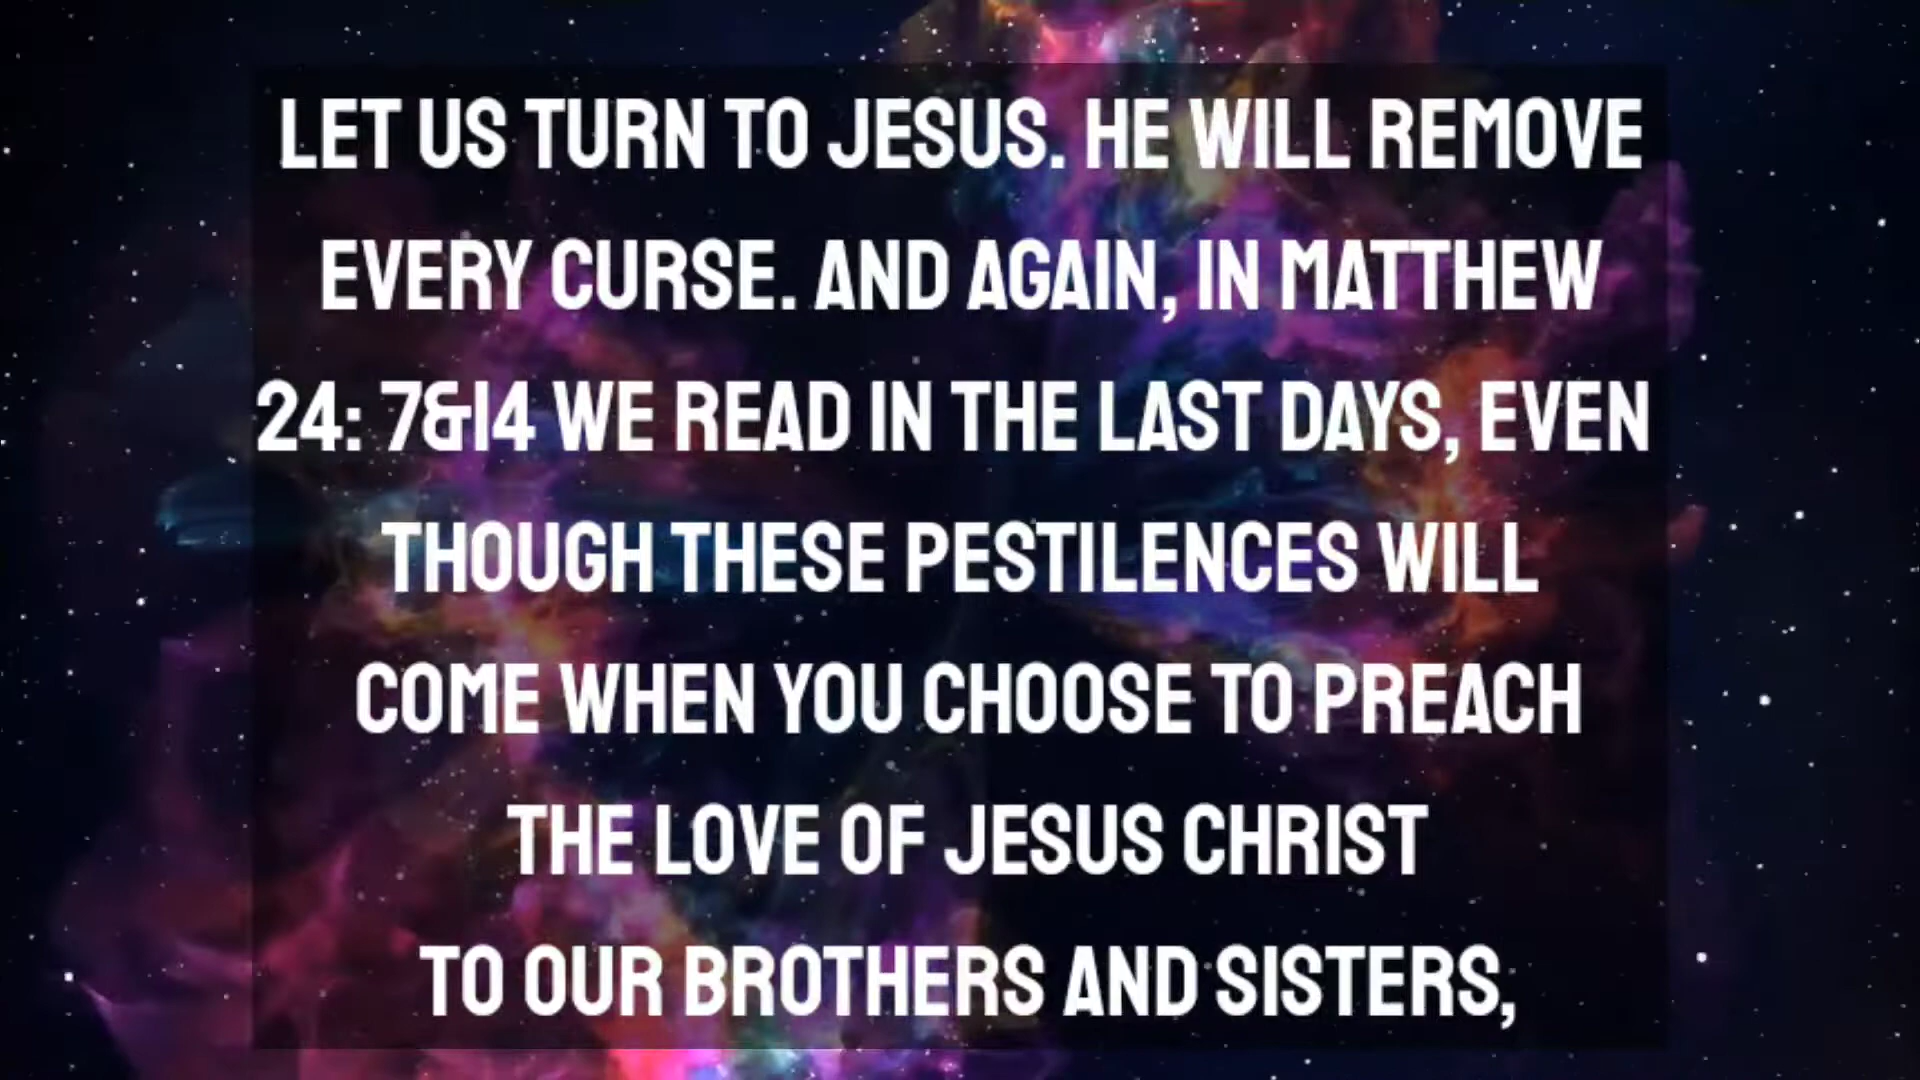 LET US TURN TO JESUS. HE WILL REMOVE
EVERY CURSE. AND AGAIN, IN MATTHEW
24: 7&14 WE READ IN THE LAST DAYS, EVEN
THOUGH THESE PESTILENCES WILL
COME WHEN YOU CHOOSE TO PREACH
THE LOVE OF JESUS CHRIST
TO OUR BROTHERS AND SISTERS,